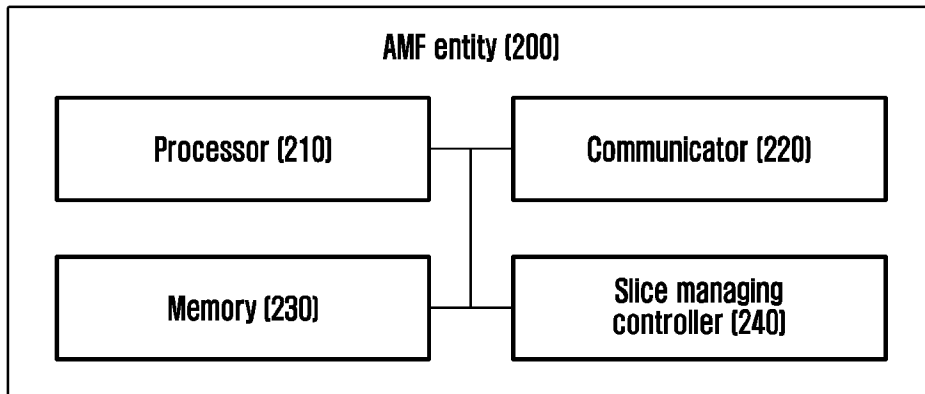 AMF entity (200)
Processor (210)
Communicator (220)
Memory (230)
Slice managing
controller (240)